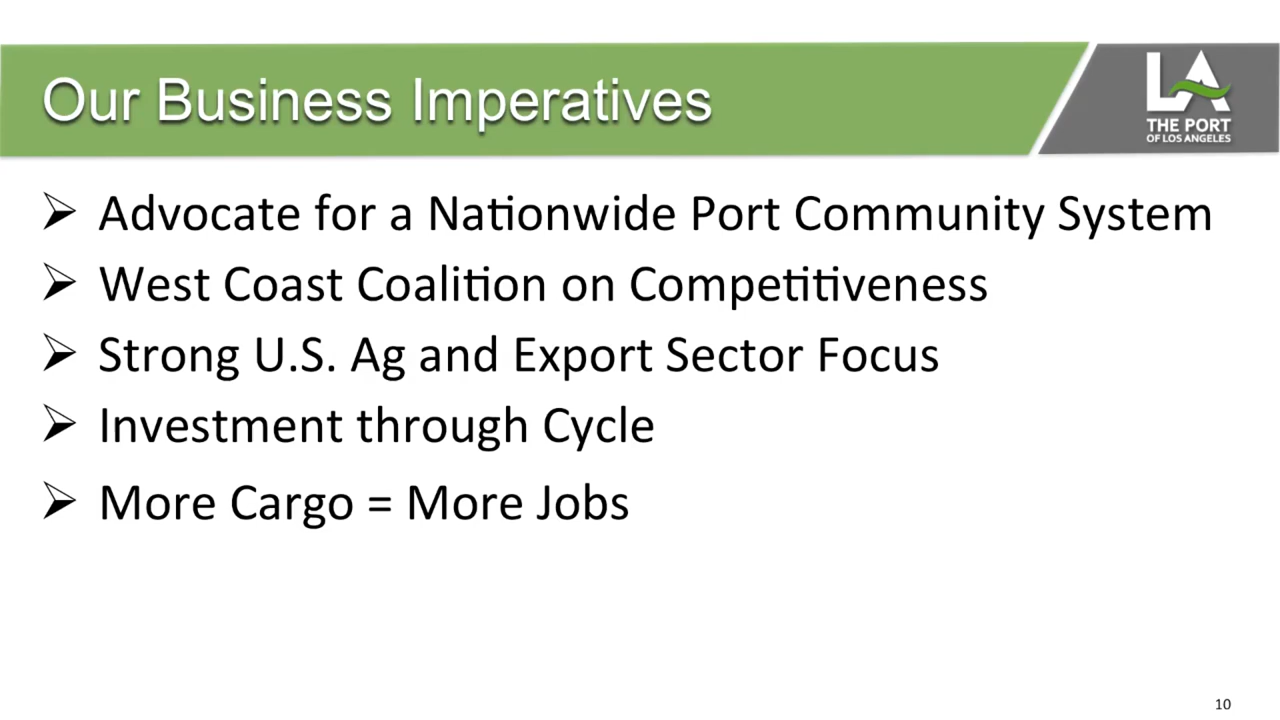 Our Business Imperatives
LA
THE PORT
OF LOS ANGELES
➢ Advocate for a Nationwide Port Community System
➢ West Coast Coalition on Competitiveness
➢ Strong U.S. Ag and Export Sector Focus
➢ Investment through Cycle
➢ More Cargo = More Jobs
10